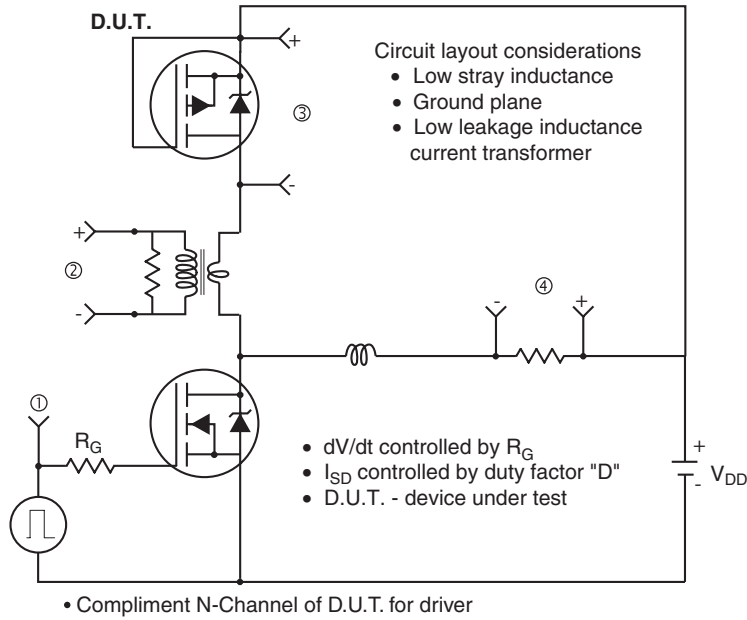 D.U.T.
+
Circuit layout considerations
• Low stray inductance
• Ground plane
• Low leakage inductance
current transformer
③
-
+
②
-
④
-
+
①
R_G
• dV/dt controlled by R_G
• I_SD controlled by duty factor "D"
• D.U.T. - device under test
+
-
V_DD
• Compliment N-Channel of D.U.T. for driver